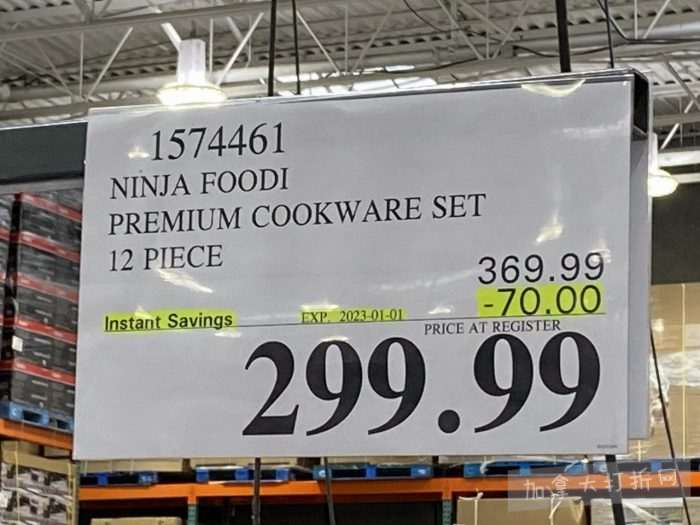 1574461
NINJA FOODI
PREMIUM COOKWARE SET
12 PIECE
369.99
Instant Savings EXP. 2023-01-01 -70.00
PRICE AT REGISTER
299.99
加拿大打折网